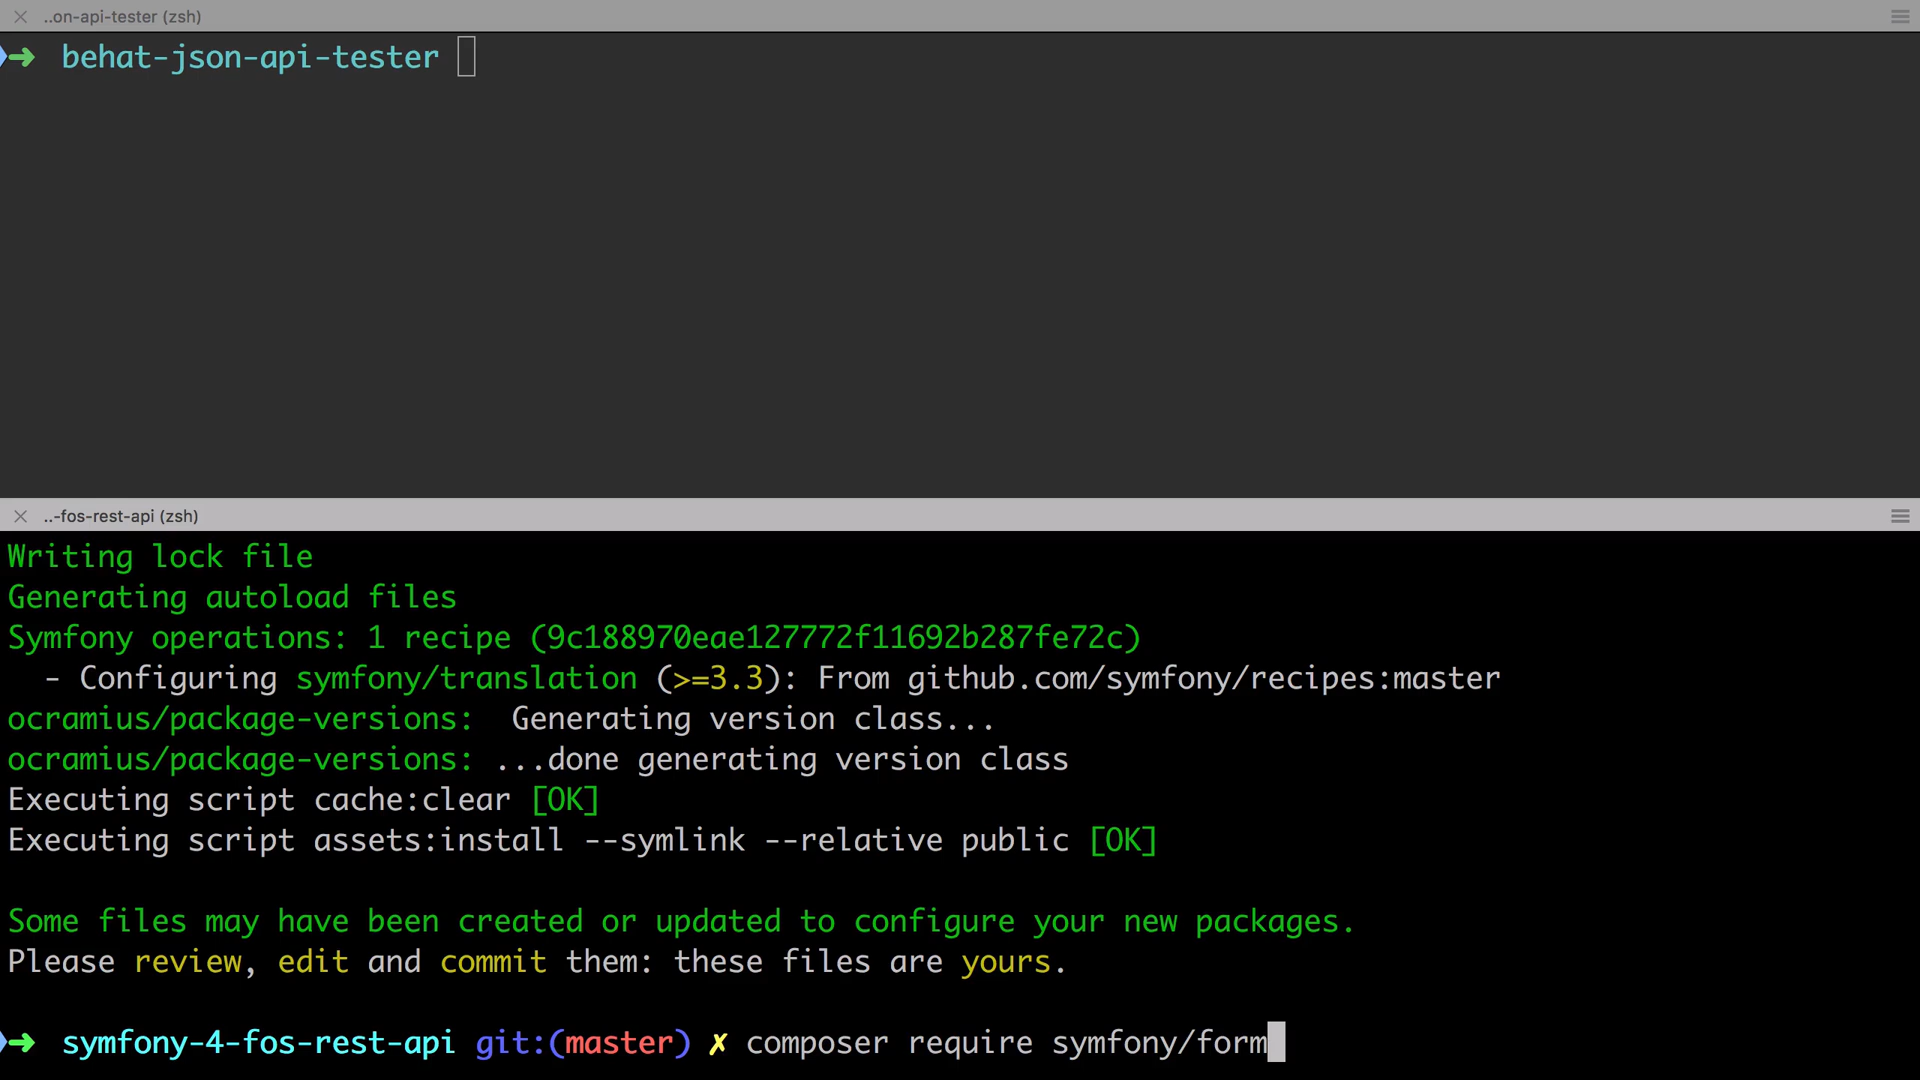 ..on-api-tester (zsh)
➜ behat-json-api-tester
..-fos-rest-api (zsh)
Writing lock file
Generating autoload files
Symfony operations: 1 recipe (9c188970eae127772f11692b287fe72c)
- Configuring symfony/translation (>=3.3): From github.com/symfony/recipes:master
ocramius/package-versions:  Generating version class...
ocramius/package-versions: ...done generating version class
Executing script cache:clear [OK]
Executing script assets:install --symlink --relative public [OK]
Some files may have been created or updated to configure your new packages.
Please review, edit and commit them: these files are yours.
➜ symfony-4-fos-rest-api git:(master) ✗ composer require symfony/form